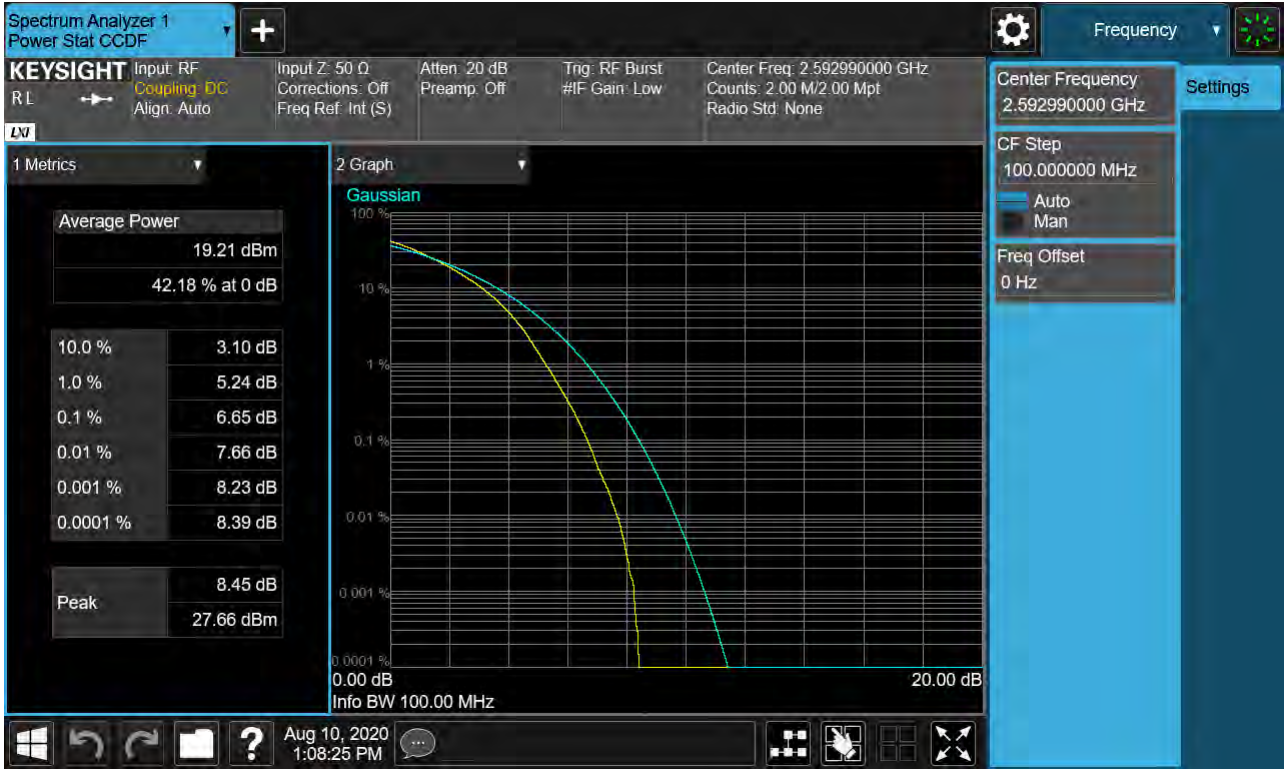 Spectrum Analyzer 1
Power Stat CCDF
+
Frequency
KEYSIGHT
R L
LXI
Input: RF
Coupling: DC
Align: Auto
Input Z: 50 Ω
Corrections: Off
Freq Ref: Int (S)
Atten: 20 dB
Preamp: Off
Trig: RF Burst
#IF Gain: Low
Center Freq: 2.592990000 GHz
Counts: 2.00 M/2.00 Mpt
Radio Std: None
Center Frequency
2.592990000 GHz
Settings
CF Step
100.000000 MHz
Auto
Man
Freq Offset
0 Hz
1 Metrics
Average Power
19.21 dBm
42.18 % at 0 dB
10.0 % 3.10 dB
1.0 % 5.24 dB
0.1 % 6.65 dB
0.01 % 7.66 dB
0.001 % 8.23 dB
0.0001 % 8.39 dB
Peak
8.45 dB
27.66 dBm
2 Graph
Gaussian
100 %
10 %
1 %
0.1 %
0.01 %
0.001 %
0.0001 %
0.00 dB 20.00 dB
Info BW 100.00 MHz
?
Aug 10, 2020
1:08:25 PM